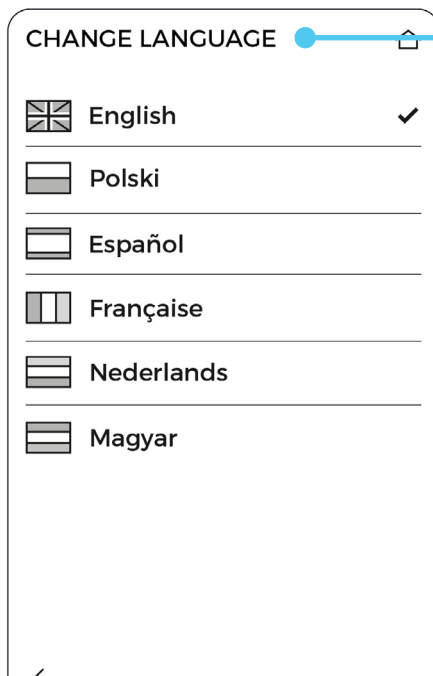 CHANGE LANGUAGE
English
Polski
Español
Française
Nederlands
Magyar